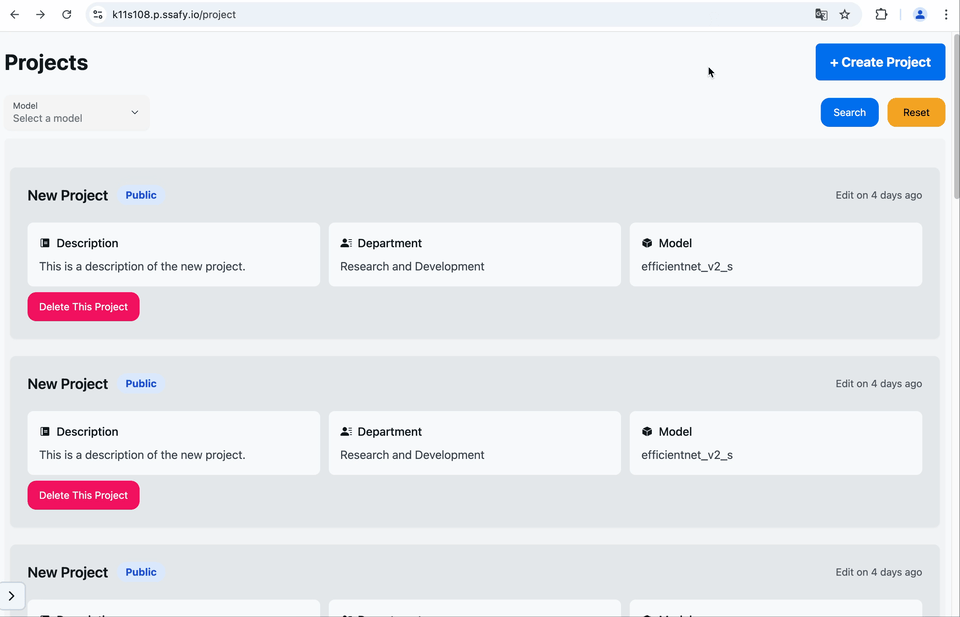 k11s108.p.ssafy.io/project
Projects
+ Create Project
Model
Select a model
Search
Reset
New Project
Public
Edit on 4 days ago
Description
This is a description of the new project.
Department
Research and Development
Model
efficientnet_v2_s
Delete This Project
New Project
Public
Edit on 4 days ago
Description
This is a description of the new project.
Department
Research and Development
Model
efficientnet_v2_s
Delete This Project
New Project
Public
Edit on 4 days ago